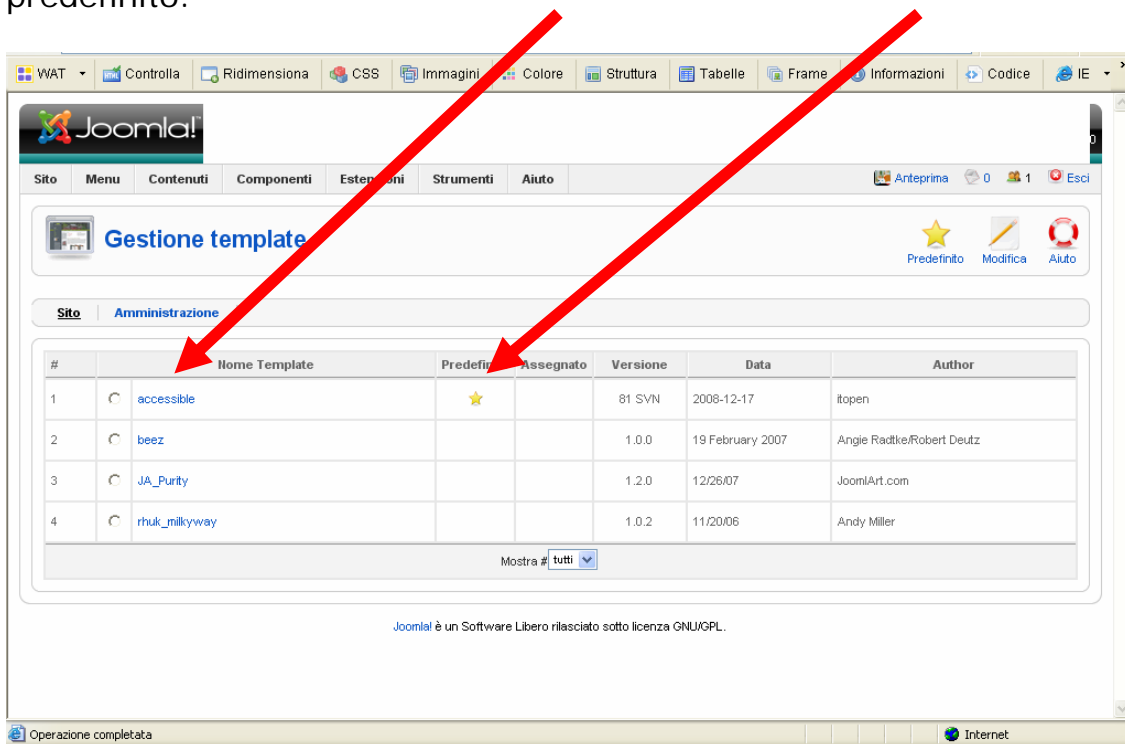 predefinito.
WAT Controlla Ridimensiona CSS Immagini Colore Struttura Tabelle Frame Informazioni Codice IE
Joomla!
Sito Menu Contenuti Componenti Strumenti Aiuto Anteprima 0 1 Esci
Gestione template
Predefinito Modifica Aiuto
Sito Amministrazione
# Nome Template Assegnato Versione Data Author
1 accessible 81 SVN 2008-12-17 itopen
2 beez 1.0.0 19 February 2007 Angie Radtke/Robert Deutz
3 JA_Purity 1.2.0 12/26/07 JoomlArt.com
4 rhuk_milkyway 1.0.2 11/20/06 Andy Miller
Mostra # tutti
Joomla! è un Software Libero rilasciato sotto licenza GNU/GPL.
Operazione completata Internet